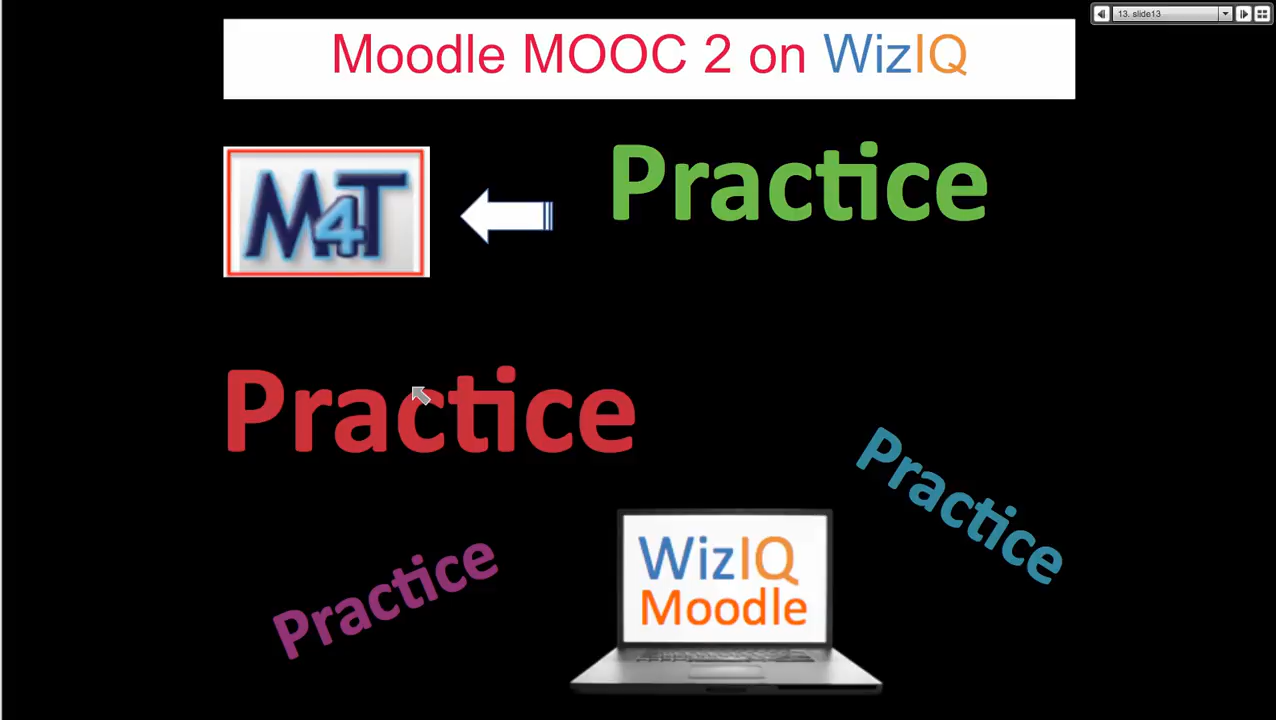 13. slide13
Moodle MOOC 2 on WizIQ
M4T
Practice
Practice
Practice
Practice
WizIQ
Moodle